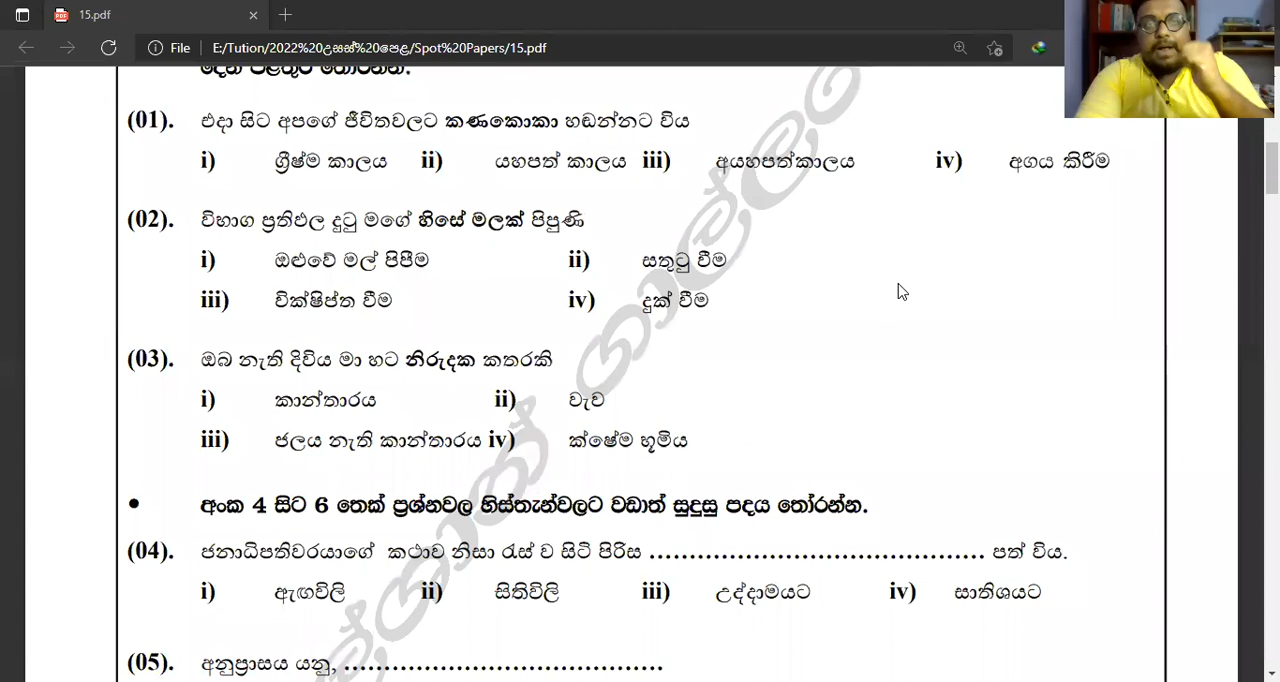 15.pdf
File E:/Tution/2022%20උසස්%20පෙළ/Spot%20Papers/15.pdf
(01). එදා සිට අපගේ ජීවිතවලට කණකොකා හඬන්නට විය
i) ග්‍රීෂ්ම කාලය ii) යහපත් කාලය iii) අයහපත්කාලය iv) අගය කිරීම
(02). විභාග ප්‍රතිඵල දුටු මගේ හිසේ මලක් පිපුණි
i) ඔළුවේ මල් පිපීම ii) සතුටු වීම
iii) වික්ෂිප්ත වීම iv) දුක් වීම
(03). ඔබ නැති දිවිය මා හට නිරුදක කතරකි
i) කාන්තාරය ii) වැව
iii) ජලය නැති කාන්තාරය iv) ක්ෂේම භූමිය
• අංක 4 සිට 6 තෙක් ප්‍රශ්නවල හිස්තැන්වලට වඩාත් සුදුසු පදය තෝරන්න.
(04). ජනාධිපතිවරයාගේ කථාව නිසා රැස් ව සිටි පිරිස ........................................ පත් විය.
i) ඇඟවිලි ii) සිතිවිලි iii) උද්දාමයට iv) සාතිශයට
(05). අනුප්‍රාසය යනු, .......................................